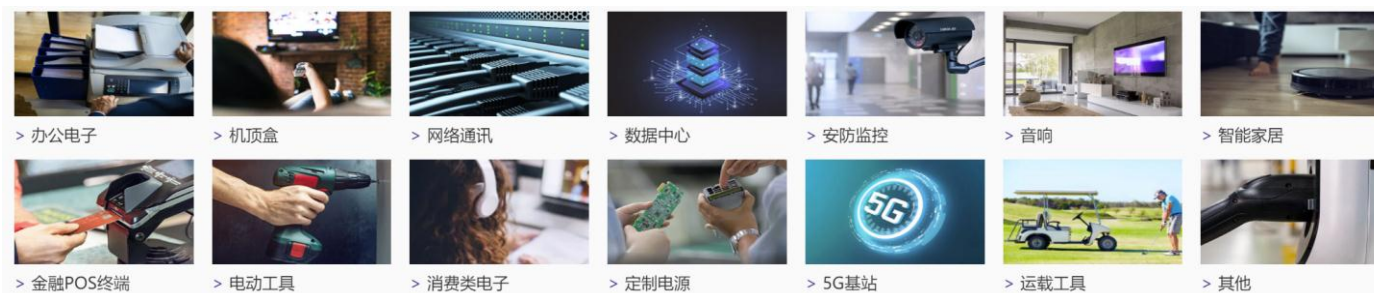 > 办公电子
> 机顶盒
> 网络通讯
> 数据中心
> 安防监控
> 音响
> 智能家居
5G
> 金融POS终端
> 电动工具
> 消费类电子
> 定制电源
> 5G基站
> 运载工具
> 其他